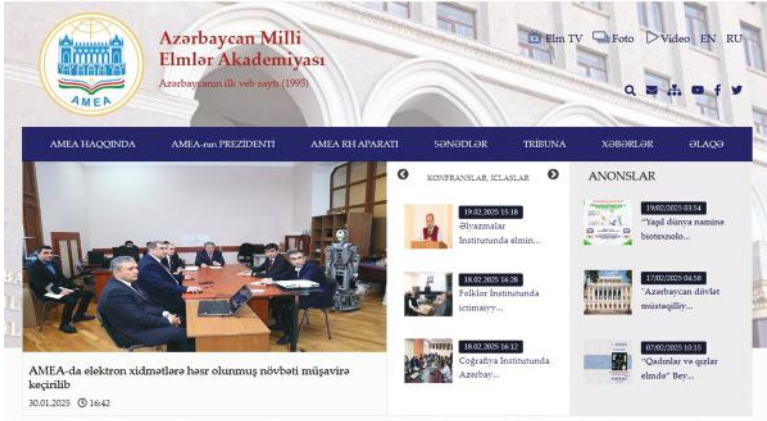 Azərbaycan Milli
Elmlər Akademiyası
Azərbaycanın ilk veb saytı (1995)
Elm TV Foto Video EN RU
AMEA
AMEA HAQQINDA AMEA-nın PREZİDENTİ AMEA RH APARATI SƏNƏDLƏR TRİBUNA XƏBƏRLƏR ƏLAQƏ
KONFRANSLAR, İCLASLAR
19.02.2025 15:18
Əlyazmalar
İnstitutunda elmin...
18.02.2025 16:28
Folklor İnstitutunda
ictimaiyy...
18.02.2025 16:12
Coğrafiya İnstitutunda
Azərbay...
ANONSLAR
19/02/2025 03:54
"Yaşıl dünya naminə
biotexnolo...
17/02/2025 04:58
"Azərbaycan dövlət
müstəqilliy...
07/02/2025 10:15
"Qadınlar və qızlar
elmdə" Bey...
AMEA-da elektron xidmətlərə həsr olunmuş növbəti müşavirə
keçirilib
30.01.2025 16:42